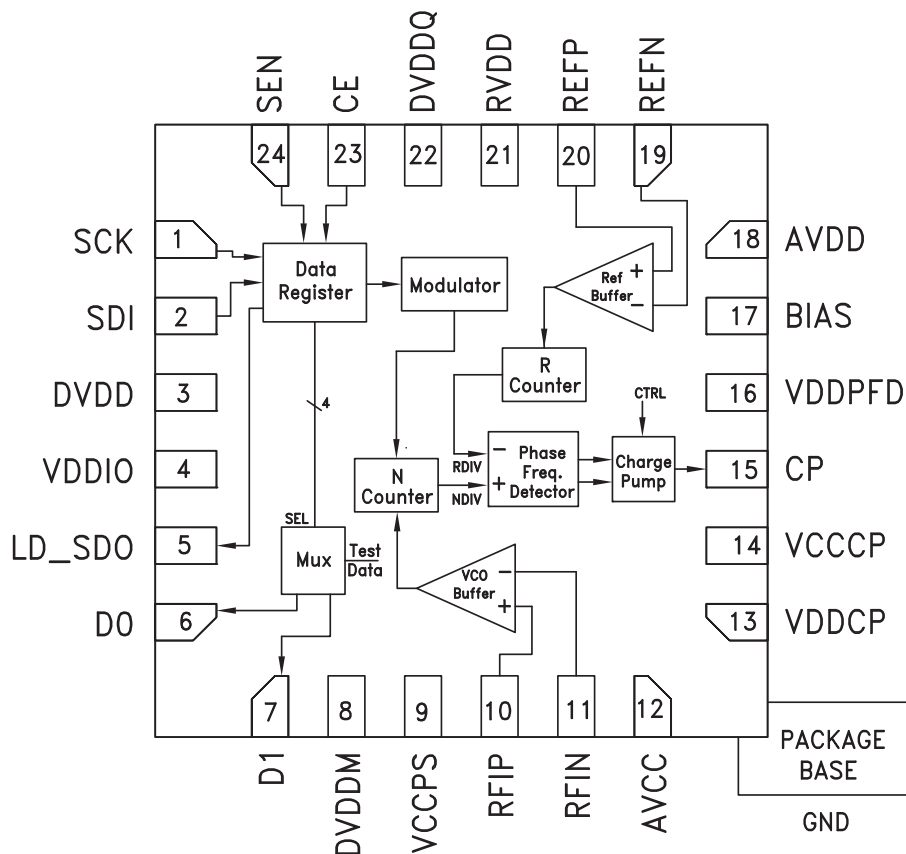 SEN
CE
DVDDQ
RVDD
REFP
REFN
24
23
22
21
20
19
SCK
1
18
AVDD
Data
Register
Modulator
+
Ref
Buffer
−
SDI
2
17
BIAS
DVDD
3
4
R
Counter
CTRL
16
VDDPFD
VDDIO
4
N
Counter
RDIV
NDIV
−
+
Phase
Freq.
Detector
Charge
Pump
15
CP
LD_SDO
5
SEL
Mux
Test
Data
VCO
Buffer
−
+
14
VCCCP
D0
6
13
VDDCP
7
8
9
10
11
12
D1
DVDDM
VCCPS
RFIP
RFIN
AVCC
PACKAGE
BASE
GND